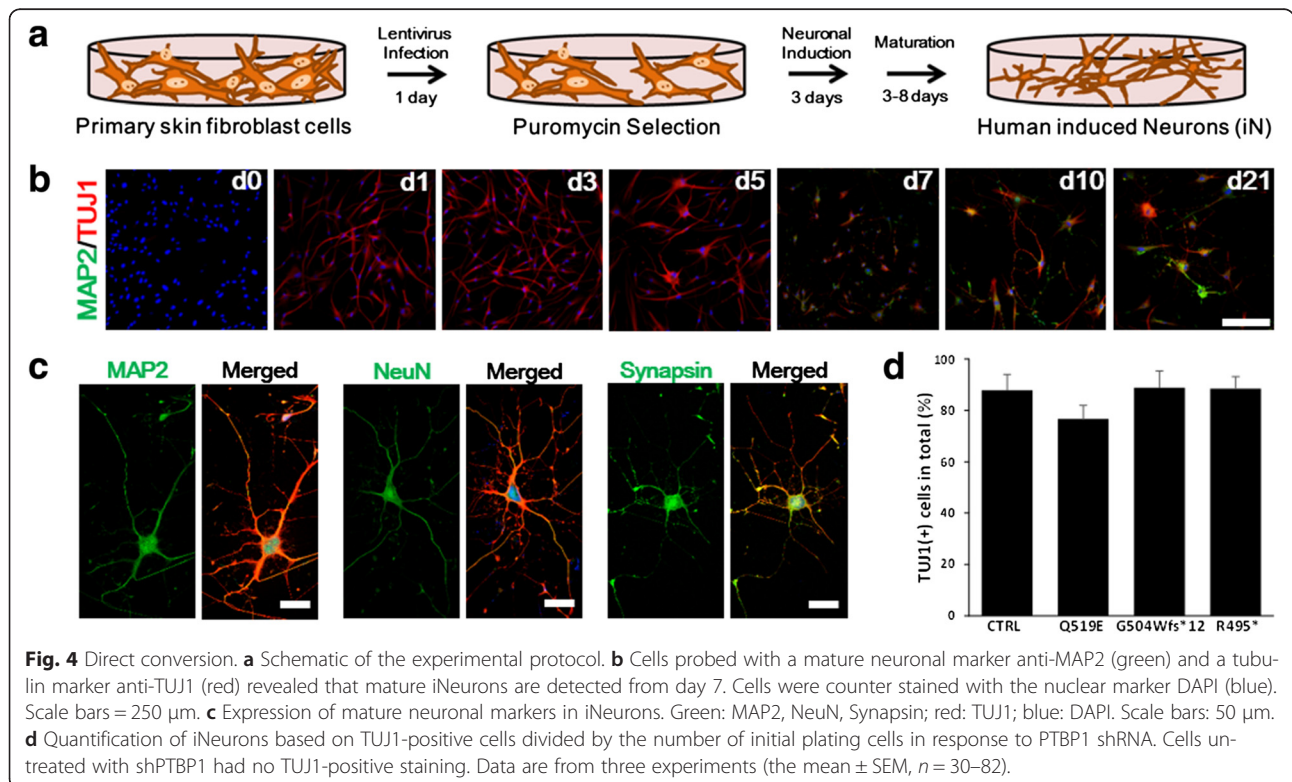 a
Lentivirus Infection
1 day
Neuronal Induction
3 days
Maturation
3-8 days
Primary skin fibroblast cells
Puromycin Selection
Human induced Neurons (iN)
b
MAP2/TUJ1
d0
d1
d3
d5
d7
d10
d21
c
MAP2
Merged
NeuN
Merged
Synapsin
Merged
d
TUJ1(+) cells in total (%)
100
80
60
40
20
0
CTRL
Q519E
G504Wfs*12
R495*
Fig. 4 Direct conversion. a Schematic of the experimental protocol. b Cells probed with a mature neuronal marker anti-MAP2 (green) and a tubu-
lin marker anti-TUJ1 (red) revealed that mature iNeurons are detected from day 7. Cells were counter stained with the nuclear marker DAPI (blue).
Scale bars = 250 μm. c Expression of mature neuronal markers in iNeurons. Green: MAP2, NeuN, Synapsin; red: TUJ1; blue: DAPI. Scale bars: 50 μm.
d Quantification of iNeurons based on TUJ1-positive cells divided by the number of initial plating cells in response to PTBP1 shRNA. Cells un-
treated with shPTBP1 had no TUJ1-positive staining. Data are from three experiments (the mean ± SEM, n = 30–82).